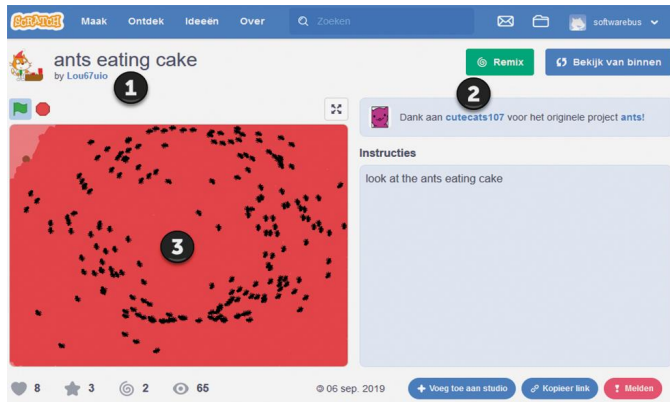 SCRATCH Maak Ontdek Ideeën Over Zoeken softwarebus
ants eating cake
by Lou67uio
1
Remix
Bekijk van binnen
2
Dank aan cutecats107 voor het originele project ants!
Instructies
look at the ants eating cake
3
8 3 2 65 © 06 sep. 2019 Voeg toe aan studio Kopieer link Melden